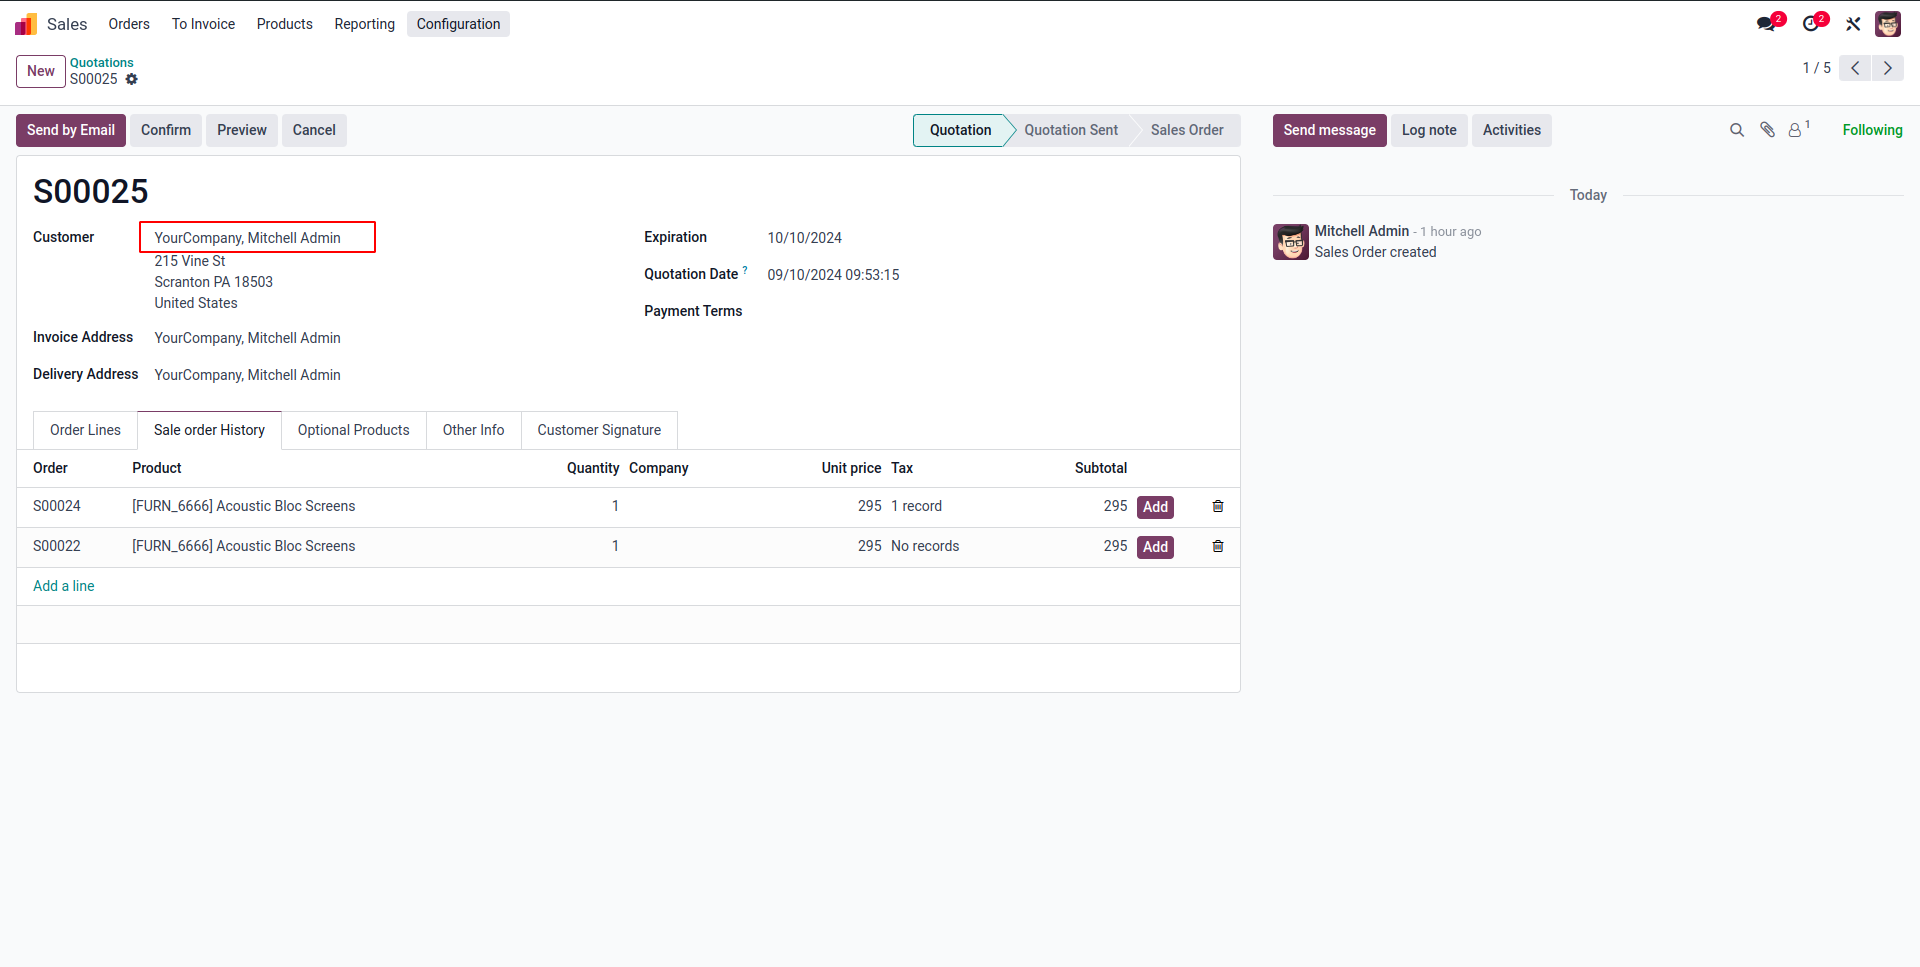 Sales Orders To Invoice Products Reporting Configuration 2 2
New Quotations 1 / 5
S00025
Send by Email Confirm Preview Cancel Quotation Quotation Sent Sales Order Send message Log note Activities 1 Following
S00025
Today
Customer YourCompany, Mitchell Admin
215 Vine St
Scranton PA 18503
United States
Expiration 10/10/2024
Quotation Date ? 09/10/2024 09:53:15
Payment Terms
Mitchell Admin - 1 hour ago
Sales Order created
Invoice Address YourCompany, Mitchell Admin
Delivery Address YourCompany, Mitchell Admin
Order Lines Sale order History Optional Products Other Info Customer Signature
Order Product Quantity Company Unit price Tax Subtotal
S00024 [FURN_6666] Acoustic Bloc Screens 1 295 1 record 295 Add
S00022 [FURN_6666] Acoustic Bloc Screens 1 295 No records 295 Add
Add a line